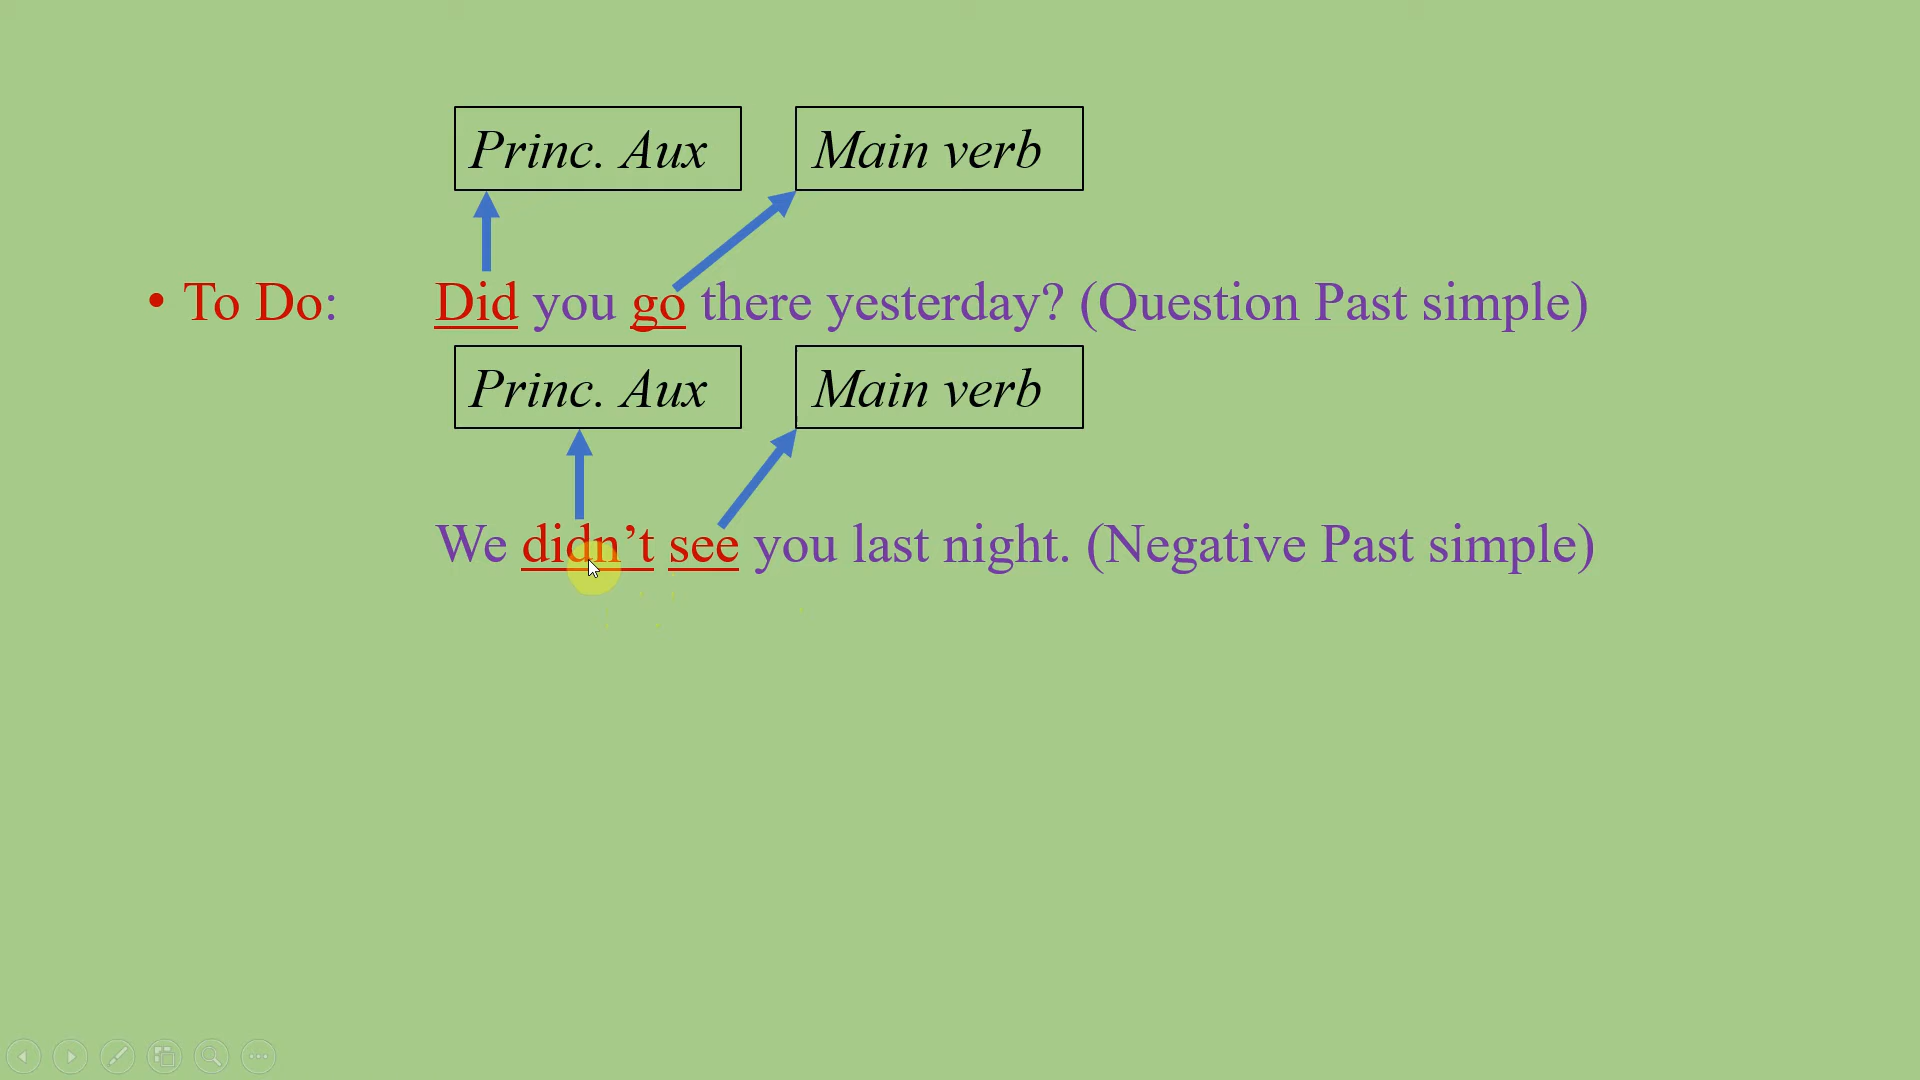 Princ. Aux Main verb
• To Do: Did you go there yesterday? (Question Past simple)
Princ. Aux Main verb
We didn’t see you last night. (Negative Past simple)